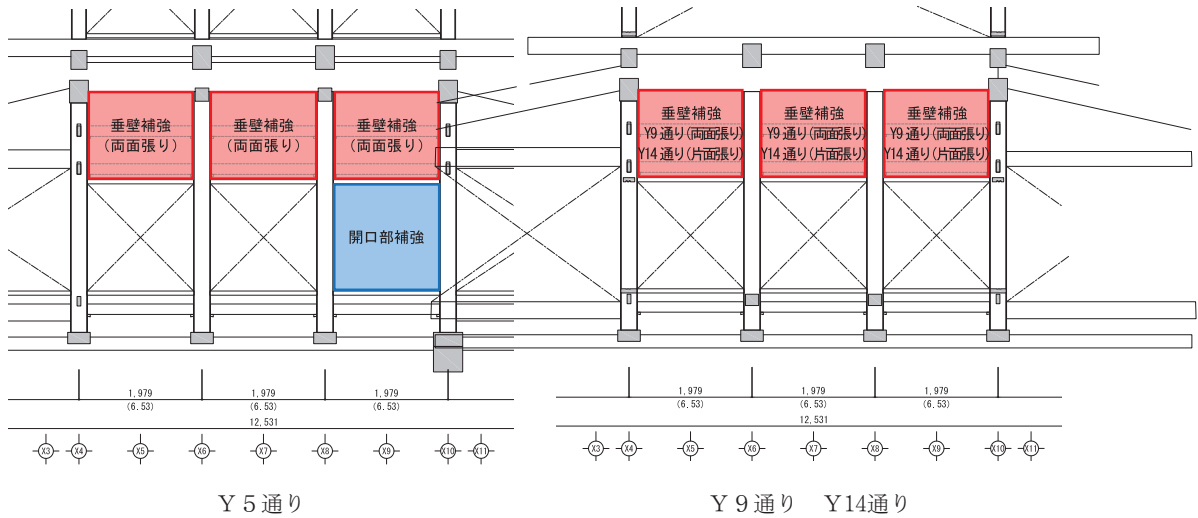 垂壁補強
(両面張り)
垂壁補強
(両面張り)
垂壁補強
(両面張り)
開口部補強
1,979
(6.53)
1,979
(6.53)
1,979
(6.53)
12,531
X3 X4 X5 X6 X7 X8 X9 X10 X11
Y5通り
垂壁補強
Y9通り(両面張り)
Y14通り(片面張り)
垂壁補強
Y9通り(両面張り)
Y14通り(片面張り)
垂壁補強
Y9通り(両面張り)
Y14通り(片面張り)
1,979
(6.53)
1,979
(6.53)
1,979
(6.53)
12,531
X3 X4 X5 X6 X7 X8 X9 X10 X11
Y9通り Y14通り